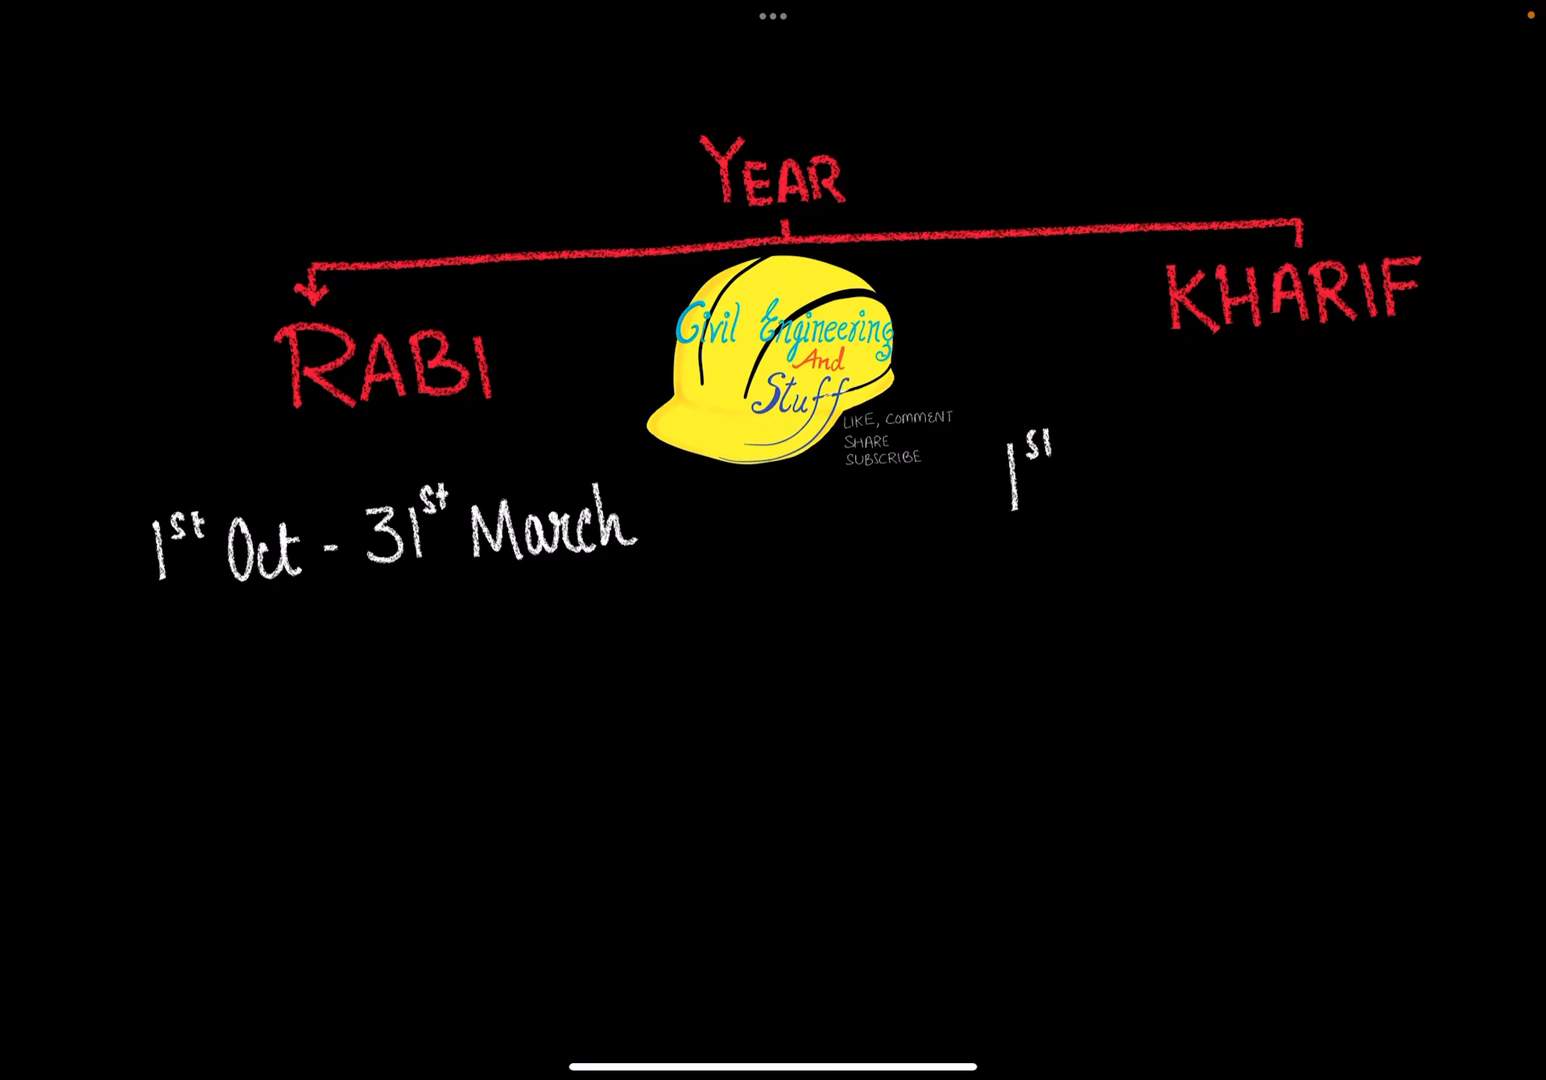 YEAR
RABI
KHARIF
Civil Engineering
And
Stuff
LIKE, COMMENT
SHARE
SUBSCRIBE
1st Oct - 31st March
1st